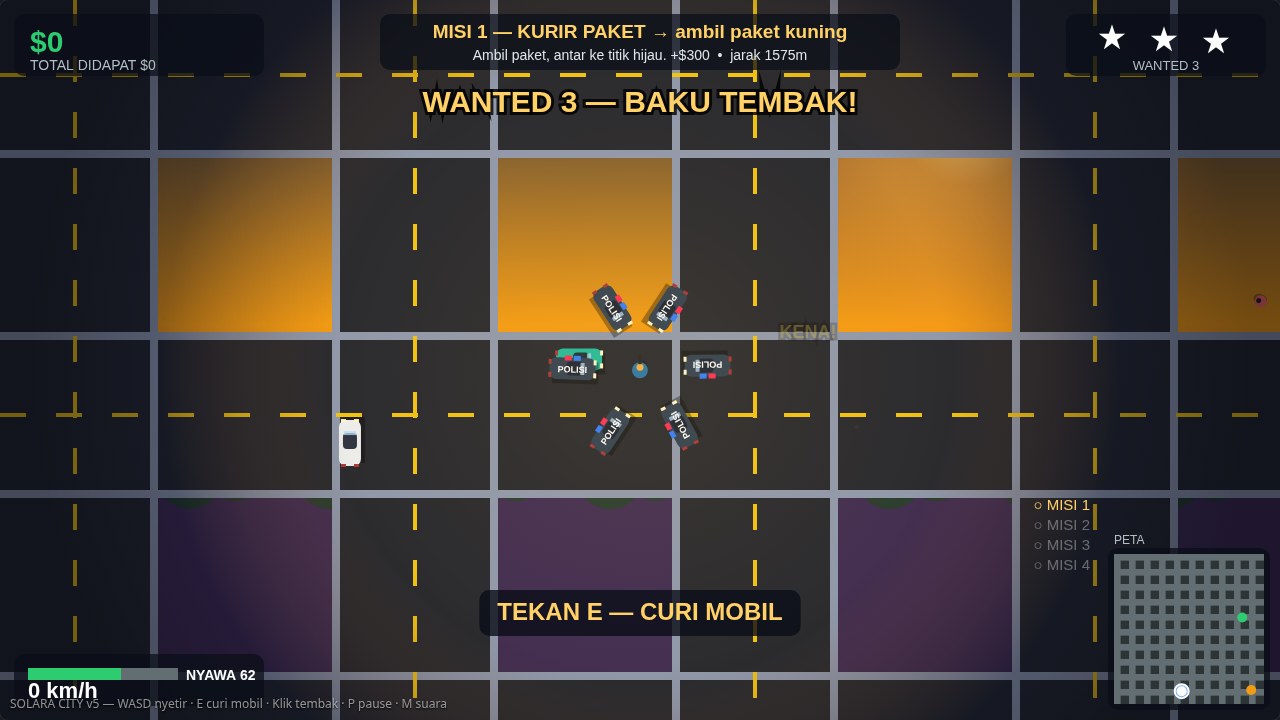 $0
TOTAL DIDAPAT $0
MISI 1 — KURIR PAKET → ambil paket kuning
Ambil paket, antar ke titik hijau. +$300 • jarak 1575m
★ ★ ★
WANTED 3
WANTED 3 — BAKU TEMBAK!
KENA!
POLISI
POLISI
POLISI
POLISI
POLISI
POLISI
○ MISI 1
○ MISI 2
○ MISI 3
○ MISI 4
PETA
TEKAN E — CURI MOBIL
NYAWA 62
0 km/h
SOLARA CITY v5 — WASD nyetir · E curi mobil · Klik tembak · P pause · M suara